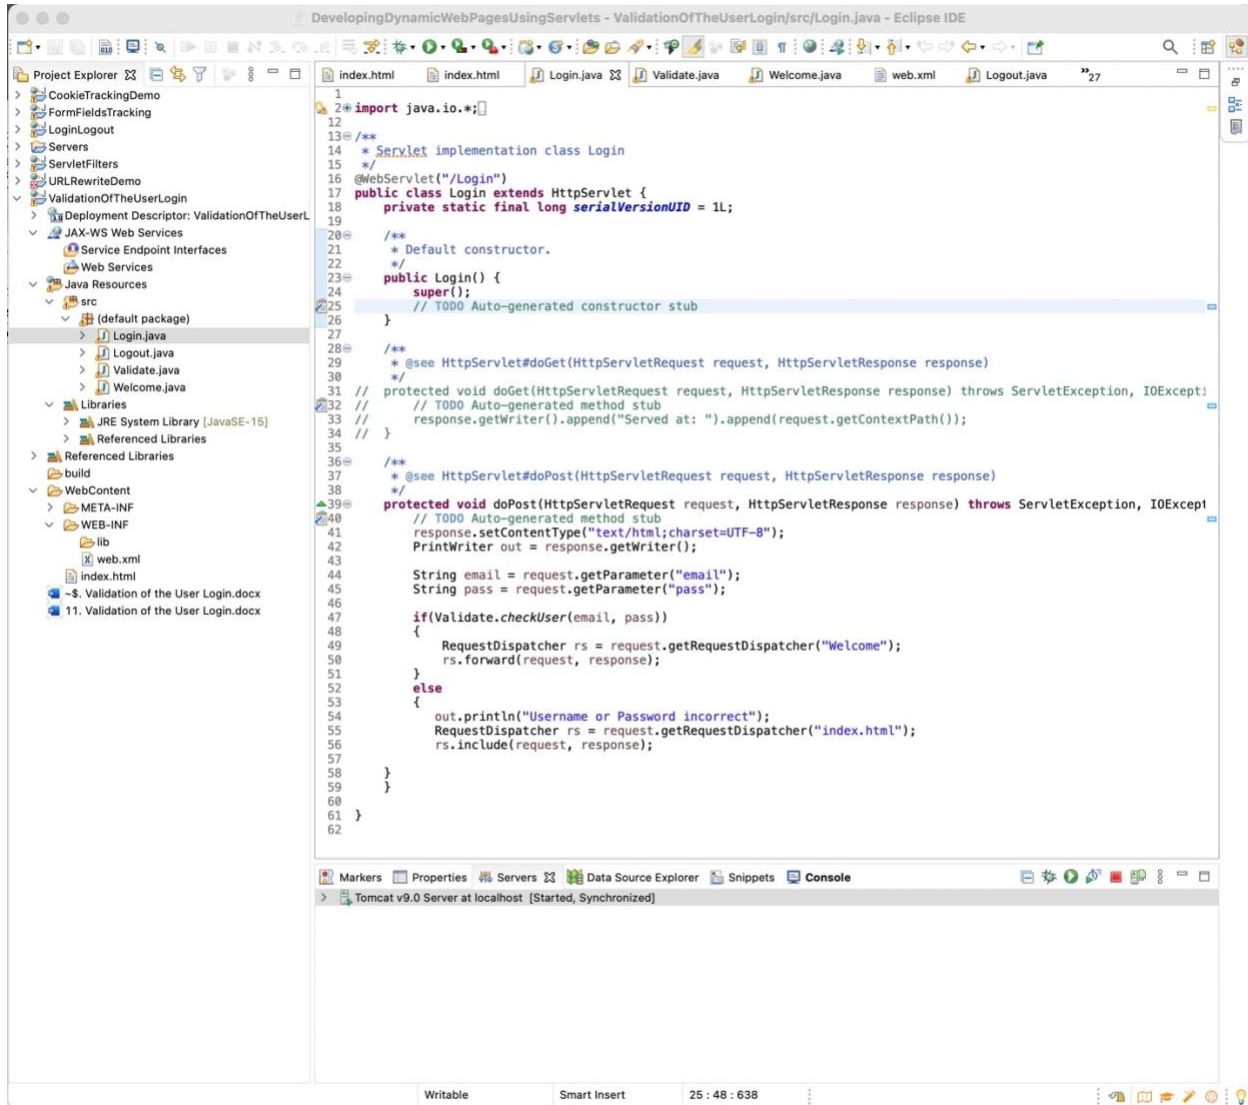 DevelopingDynamicWebPagesUsingServlets - ValidationOfTheUserLogin/src/Login.java - Eclipse IDE
Project Explorer
CookieTrackingDemo
FormFieldsTracking
LoginLogout
Servers
ServletFilters
URLRewriteDemo
ValidationOfTheUserLogin
Deployment Descriptor: ValidationOfTheUserL
JAX-WS Web Services
Service Endpoint Interfaces
Web Services
Java Resources
src
(default package)
Login.java
Logout.java
Validate.java
Welcome.java
Libraries
JRE System Library [JavaSE-15]
Referenced Libraries
Referenced Libraries
build
WebContent
META-INF
WEB-INF
lib
web.xml
index.html
~$. Validation of the User Login.docx
11. Validation of the User Login.docx
index.html index.html Login.java Validate.java Welcome.java web.xml Logout.java »27
1
2 import java.io.*;
12
13 /**
14 * Servlet implementation class Login
15 */
16 @WebServlet("/Login")
17 public class Login extends HttpServlet {
18 private static final long serialVersionUID = 1L;
19
20 /**
21 * Default constructor.
22 */
23 public Login() {
24 super();
25 // TODO Auto-generated constructor stub
26 }
27
28 /**
29 * @see HttpServlet#doGet(HttpServletRequest request, HttpServletResponse response)
30 */
31 // protected void doGet(HttpServletRequest request, HttpServletResponse response) throws ServletException, IOExcepti
32 // // TODO Auto-generated method stub
33 // response.getWriter().append("Served at: ").append(request.getContextPath());
34 // }
35
36 /**
37 * @see HttpServlet#doPost(HttpServletRequest request, HttpServletResponse response)
38 */
39 protected void doPost(HttpServletRequest request, HttpServletResponse response) throws ServletException, IOExcept
40 // TODO Auto-generated method stub
41 response.setContentType("text/html;charset=UTF-8");
42 PrintWriter out = response.getWriter();
43
44 String email = request.getParameter("email");
45 String pass = request.getParameter("pass");
46
47 if(Validate.checkUser(email, pass))
48 {
49 RequestDispatcher rs = request.getRequestDispatcher("Welcome");
50 rs.forward(request, response);
51 }
52 else
53 {
54 out.println("Username or Password incorrect");
55 RequestDispatcher rs = request.getRequestDispatcher("index.html");
56 rs.include(request, response);
57
58 }
59 }
60
61 }
62
Markers Properties Servers Data Source Explorer Snippets Console
Tomcat v9.0 Server at localhost [Started, Synchronized]
Writable Smart Insert 25 : 48 : 638